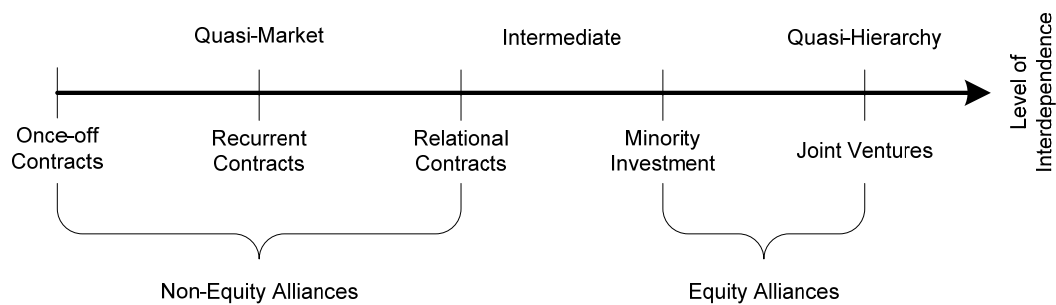 Quasi-Market
Intermediate
Quasi-Hierarchy
Level of
Interdependence
Once-off
Contracts
Recurrent
Contracts
Relational
Contracts
Minority
Investment
Joint Ventures
Non-Equity Alliances
Equity Alliances